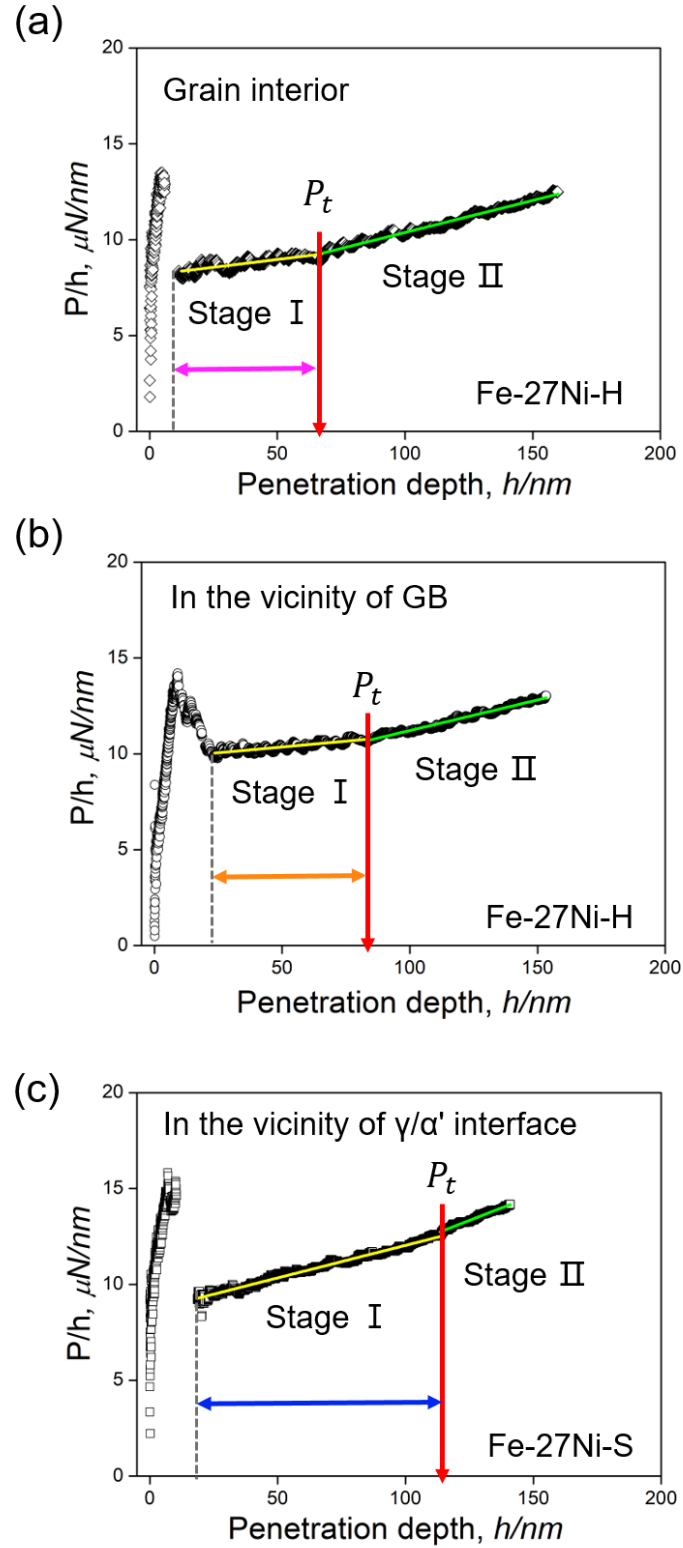 (a)
Grain interior
P/h, μN/nm
20
15
10
5
0
P_t
Stage Ⅰ
Stage Ⅱ
Fe-27Ni-H
0
50
100
150
200
Penetration depth, h/nm
(b)
In the vicinity of GB
P/h, μN/nm
20
15
10
5
0
P_t
Stage Ⅰ
Stage Ⅱ
Fe-27Ni-H
0
50
100
150
200
Penetration depth, h/nm
(c)
In the vicinity of γ/α' interface
P/h, μN/nm
20
15
10
5
0
P_t
Stage Ⅰ
Stage Ⅱ
Fe-27Ni-S
0
50
100
150
200
Penetration depth, h/nm